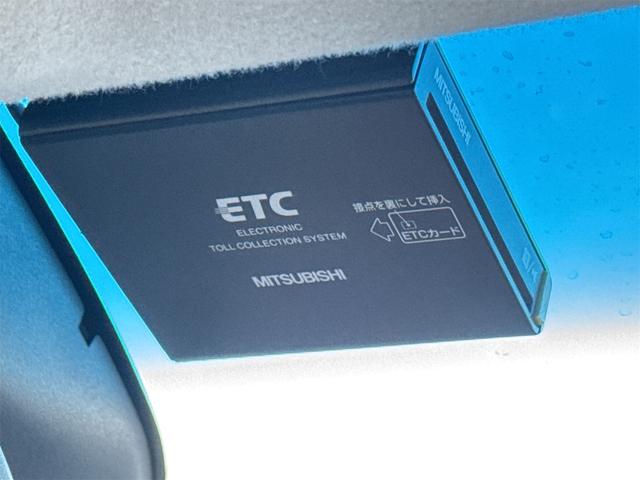 MITSUBISHI
ETC
ELECTRONIC
TOLL COLLECTION SYSTEM
MITSUBISHI
接点を裏にして挿入
ETCカード